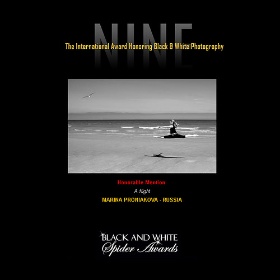 NINE
The International Award Honoring Black & White Photography
Honorable Mention
A flight
MARINA PRONIAKOVA - RUSSIA
BLACK AND WHITE
Spider Awards